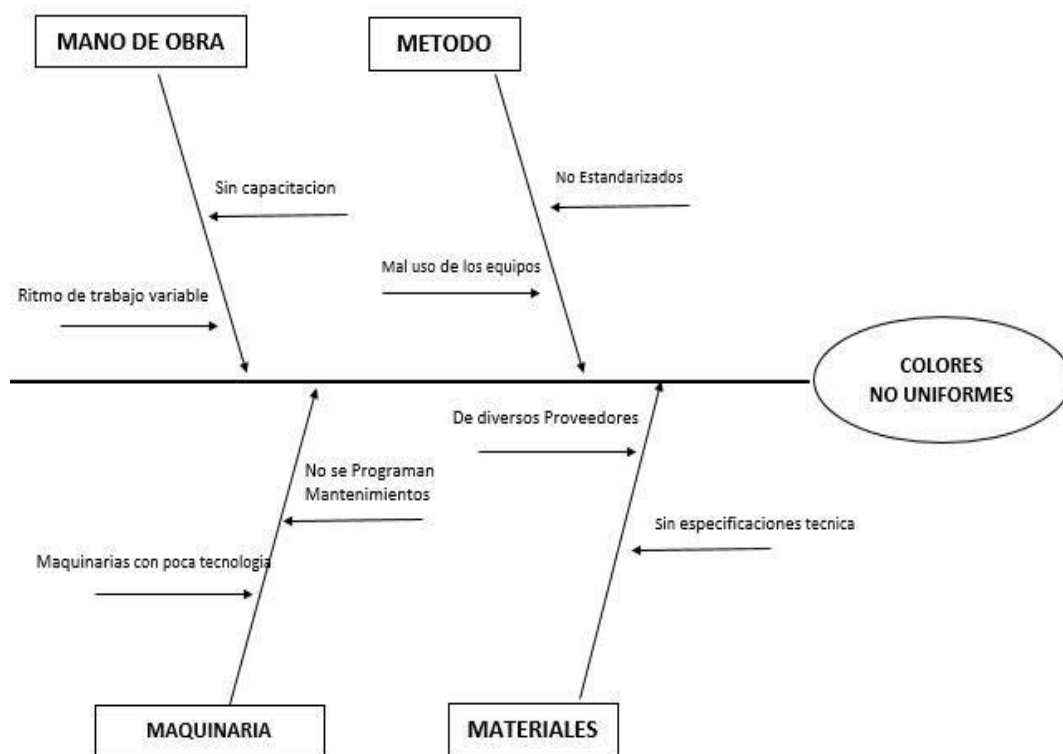 MANO DE OBRA
METODO
Sin capacitacion
No Estandarizados
Mal uso de los equipos
Ritmo de trabajo variable
COLORES
NO UNIFORMES
De diversos Proveedores
No se Programan
Mantenimientos
Sin especificaciones tecnica
Maquinarias con poca tecnologia
MAQUINARIA
MATERIALES